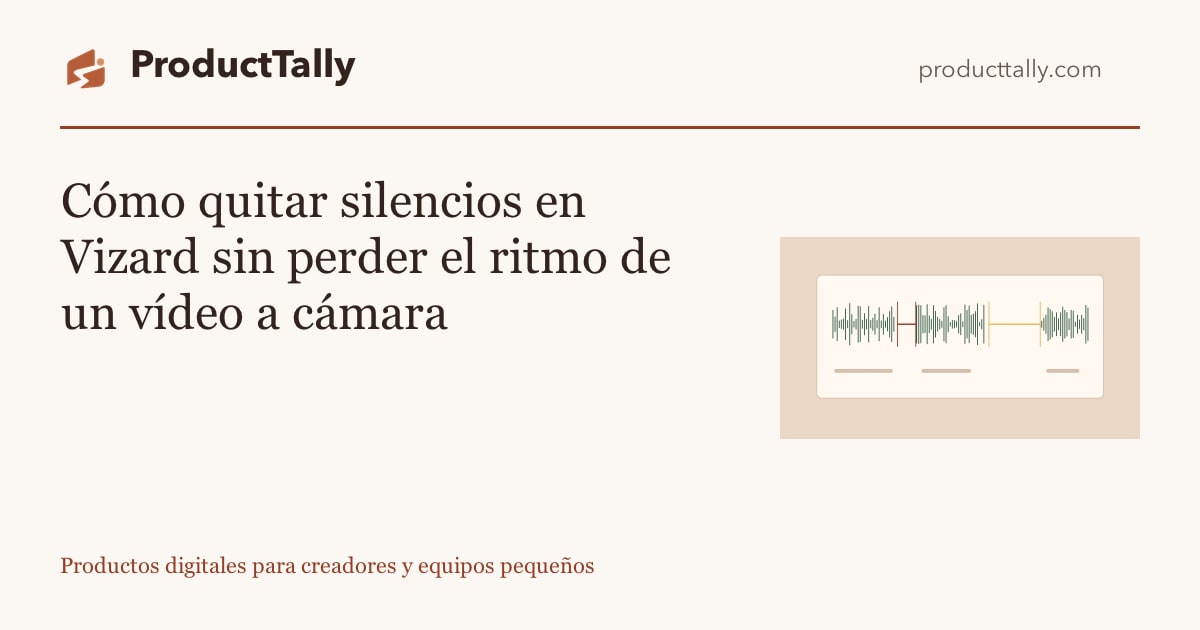 ProductTally
producttally.com
Cómo quitar silencios en
Vizard sin perder el ritmo de
un vídeo a cámara
Productos digitales para creadores y equipos pequeños